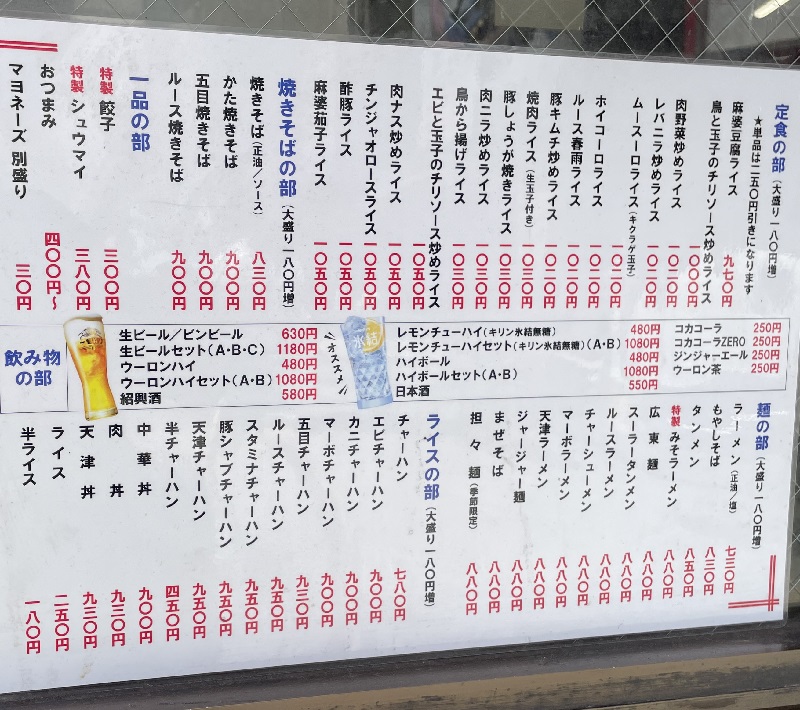 定食の部(大盛り一八〇円増)
★単品は二五〇円引きになります
麻婆豆腐ライス 九七〇円
鳥と玉子のチリソース炒めライス 一〇〇〇円
肉野菜炒めライス 一〇二〇円
レバニラ炒めライス 一〇二〇円
ムースーロライス(キクラゲ玉子) 一〇二〇円
ホイコーロライス 一〇二〇円
ルース春雨ライス 一〇二〇円
豚キムチ炒めライス 一〇二〇円
焼肉ライス(生玉子付き) 一〇三〇円
豚しょうが焼きライス 一〇三〇円
肉ニラ炒めライス 一〇三〇円
鳥から揚げライス 一〇三〇円
エビと玉子のチリソース炒めライス 一〇五〇円
肉ナス炒めライス 一〇五〇円
チンジャオロースライス 一〇五〇円
酢豚ライス 一〇五〇円
麻婆茄子ライス 一〇五〇円
焼きそばの部(大盛り一八〇円増)
焼きそば(正油/ソース) 八三〇円
かた焼きそば 九〇〇円
五目焼きそば 九〇〇円
ルース焼きそば 九〇〇円
一品の部
特製 餃子 三〇〇円
特製 シュウマイ 三八〇円
おつまみ 四〇〇円~
マヨネーズ 別盛り 三〇円
飲み物の部
生ビール/ビンビール 630円
生ビールセット(A・B・C) 1180円
ウーロンハイ 480円
ウーロンハイセット(A・B) 1080円
紹興酒 580円
オススメ
氷結
レモンチューハイ(キリン氷結無糖) 480円
レモンチューハイセット(キリン氷結無糖)(A・B) 1080円
ハイボール 480円
ハイボールセット(A・B) 1080円
日本酒 550円
コカコーラ 250円
コカコーラZERO 250円
ジンジャーエール 250円
ウーロン茶 250円
麺の部(大盛り一八〇円増)
ラーメン(正油/塩) 七三〇円
もやしそば 八三〇円
タンメン 八五〇円
特製 みそラーメン 八八〇円
広東麺 八八〇円
スーラータンメン 八八〇円
ルースラーメン 八八〇円
チャーシューメン 八八〇円
マーボラーメン 八八〇円
天津ラーメン 八八〇円
ジャージャー麺 八八〇円
まぜそば 八八〇円
担々麺(季節限定) 八八〇円
ライスの部(大盛り一八〇円増)
チャーハン 七八〇円
エビチャーハン 九〇〇円
カニチャーハン 九〇〇円
マーボチャーハン 九〇〇円
五目チャーハン 九三〇円
ルースチャーハン 九五〇円
スタミナチャーハン 九五〇円
豚シャブチャーハン 九五〇円
天津チャーハン 九五〇円
半チャーハン 四五〇円
中華丼 九〇〇円
肉丼 九三〇円
天津丼 九三〇円
ライス 二五〇円
半ライス 一八〇円